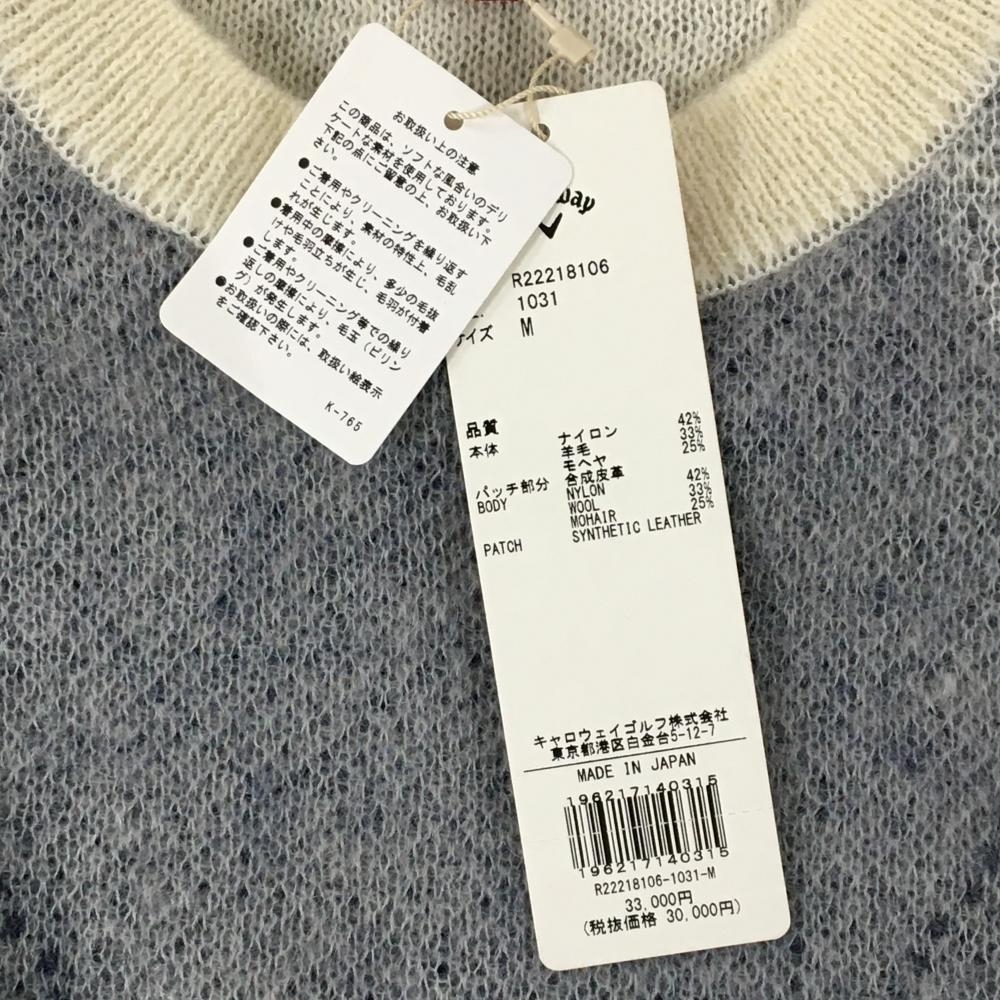 お取扱い上の注意
この商品は、ソフトな風合いのデリ
ケートな素材を使用しております。
下記の点にご留意の上、お取扱い下
さい。
●ご着用やクリーニングを繰り返す
ことにより、素材の特性上、毛乱
れが生じます。
●着用中の摩擦により、多少の毛抜
けや毛羽立ちが生じ、毛羽が付着
します。
●ご着用やクリーニング等での繰り
返しの摩擦により、毛玉（ピリン
グ）が発生します。
●お取扱いの際には、取扱い絵表示
をご確認下さい。
K-765
way
R22218106
1031
サイズ M
品質
本体 ナイロン 42%
羊毛 33%
モヘヤ 25%
パッチ部分 合成皮革
BODY NYLON 42%
WOOL 33%
MOHAIR 25%
PATCH SYNTHETIC LEATHER
キャロウェイゴルフ株式会社
東京都港区白金台5-12-7
MADE IN JAPAN
196217140315
196217140315
R22218106-1031-M
33,000円
(税抜価格 30,000円)